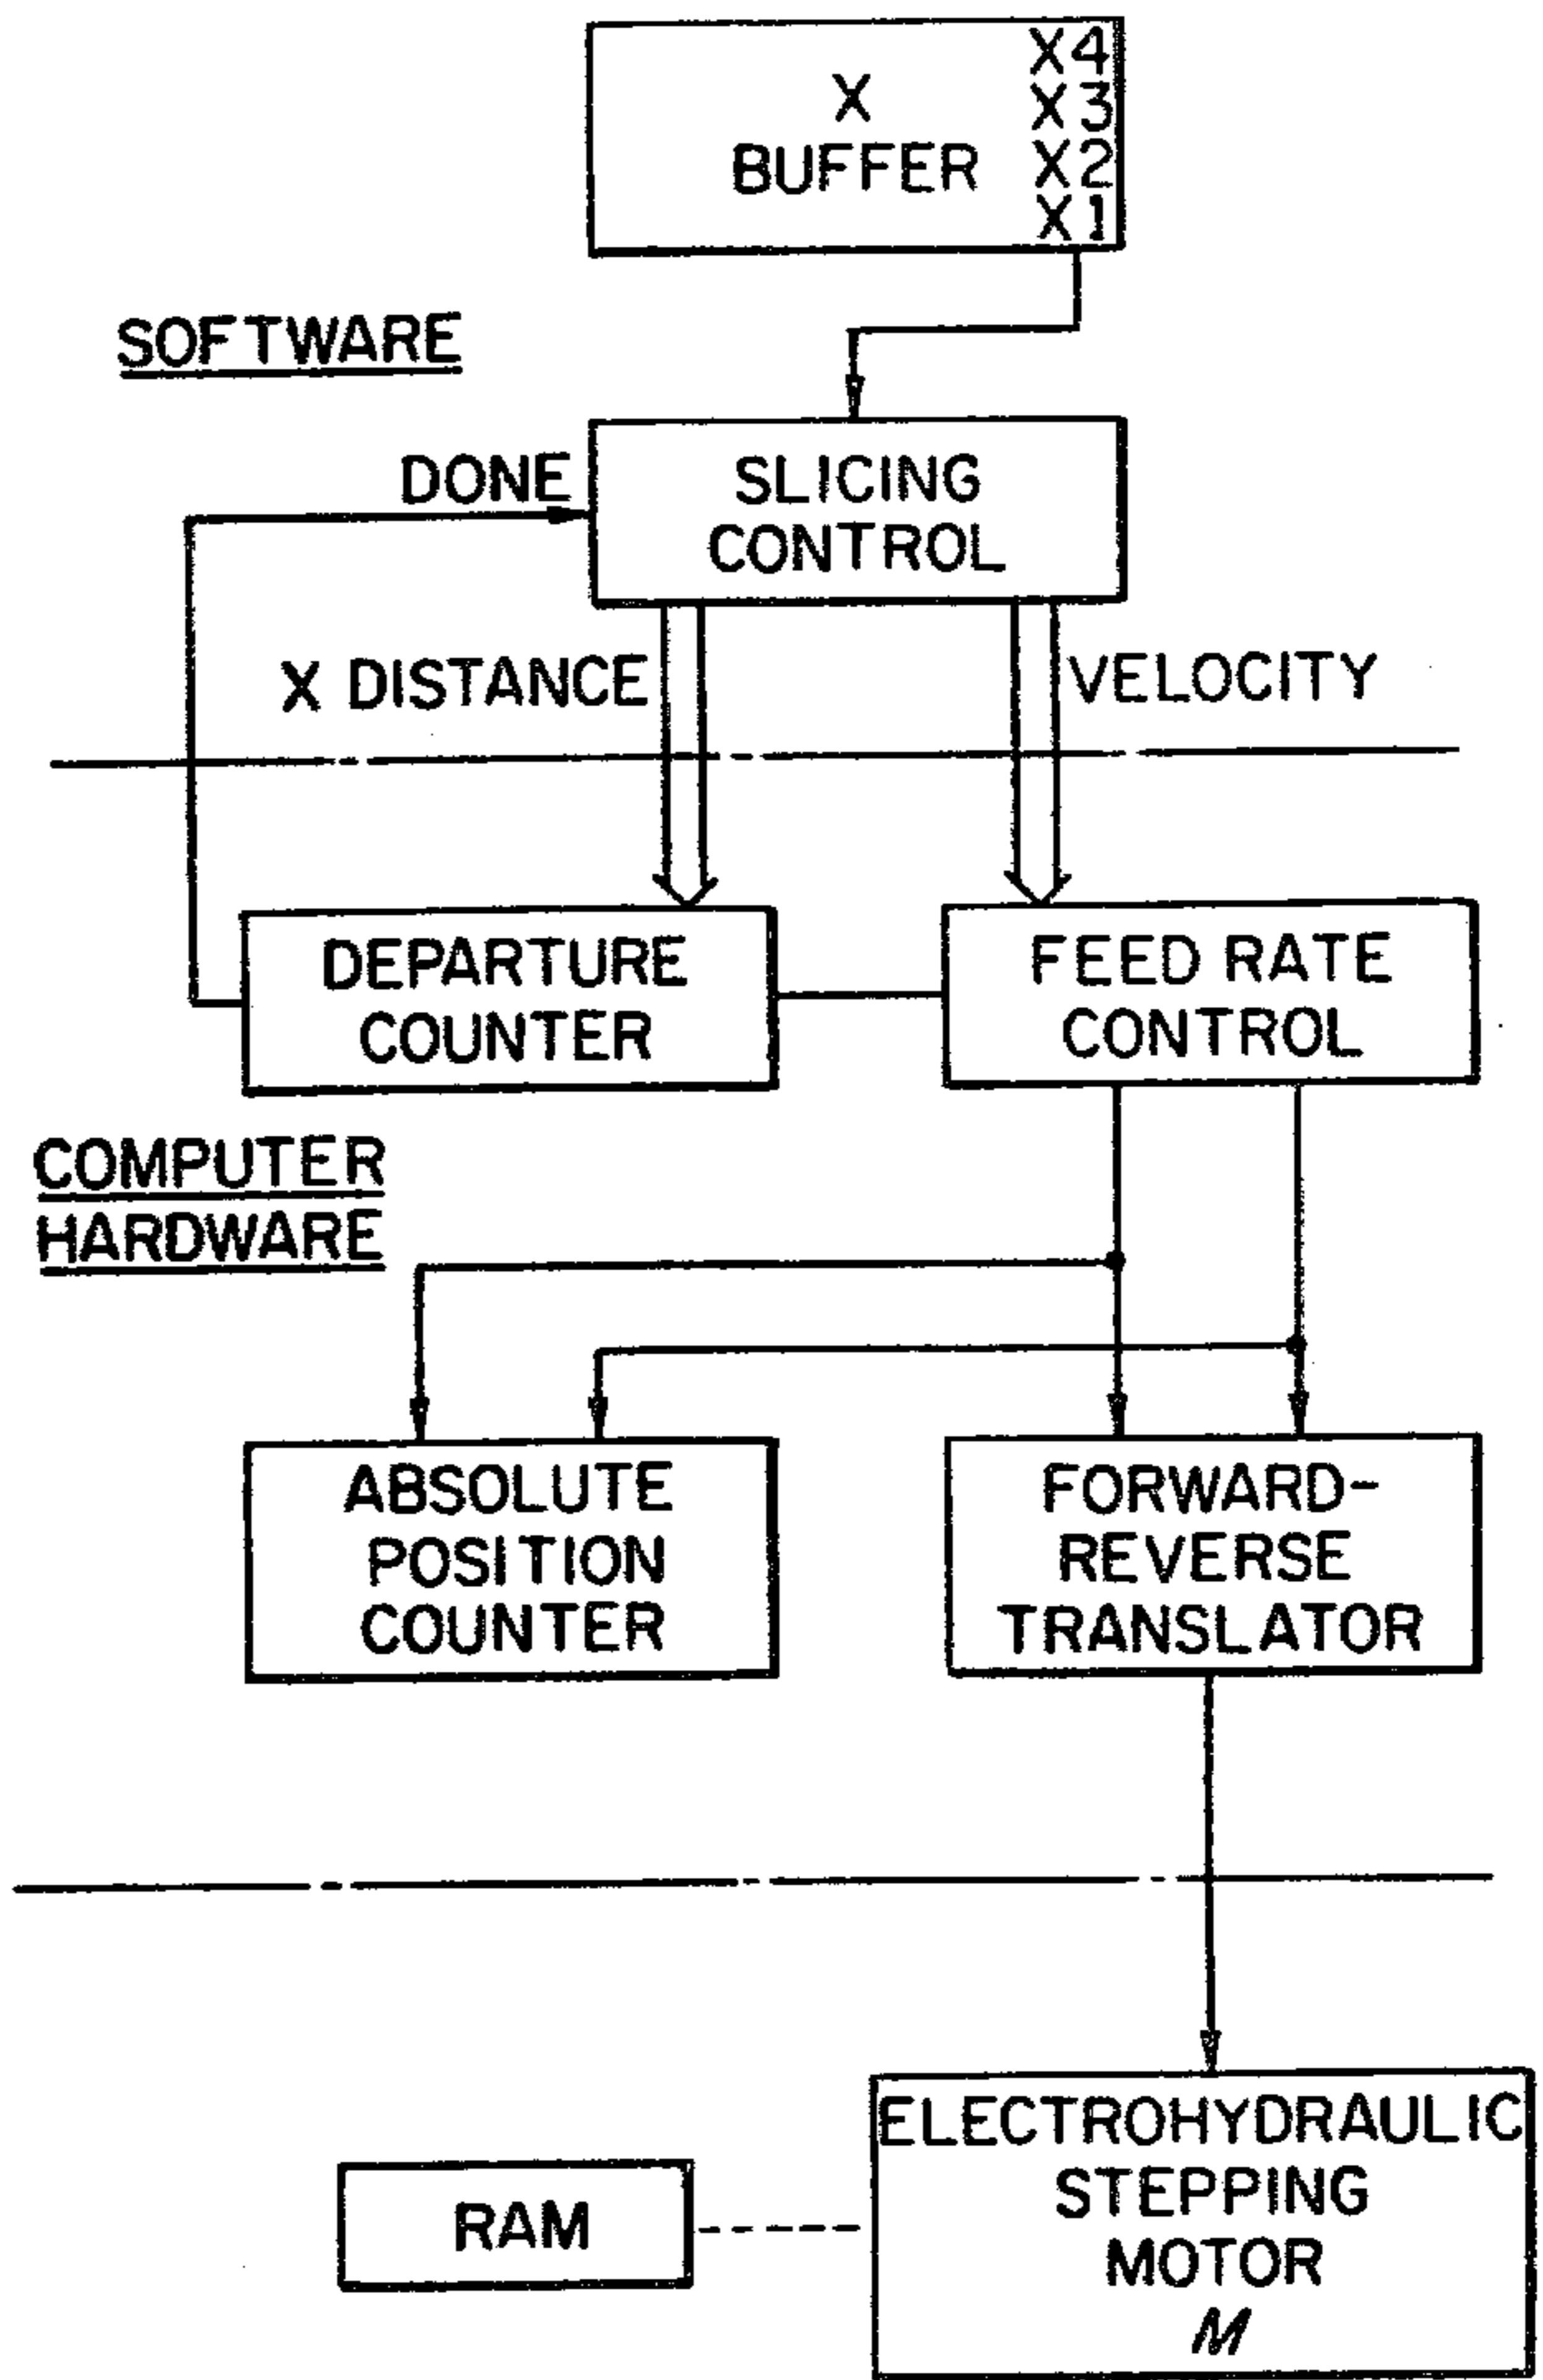 X
BUFFER
X4
X3
X2
X1
SOFTWARE
DONE
SLICING
CONTROL
X DISTANCE
VELOCITY
DEPARTURE
COUNTER
FEED RATE
CONTROL
COMPUTER
HARDWARE
ABSOLUTE
POSITION
COUNTER
FORWARD-
REVERSE
TRANSLATOR
RAM
ELECTROHYDRAULIC
STEPPING
MOTOR
M